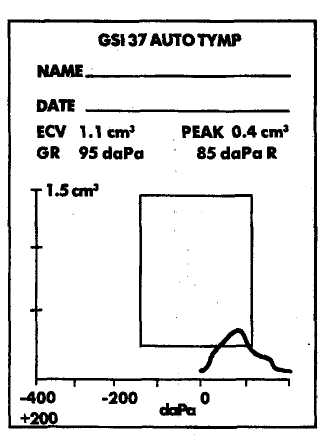 GSI 37 AUTO TYMP
NAME
DATE
ECV 1.1 cm³ PEAK 0.4 cm³
GR 95 daPa 85 daPa R
1.5 cm³
-400 -200 0
daPa
+200